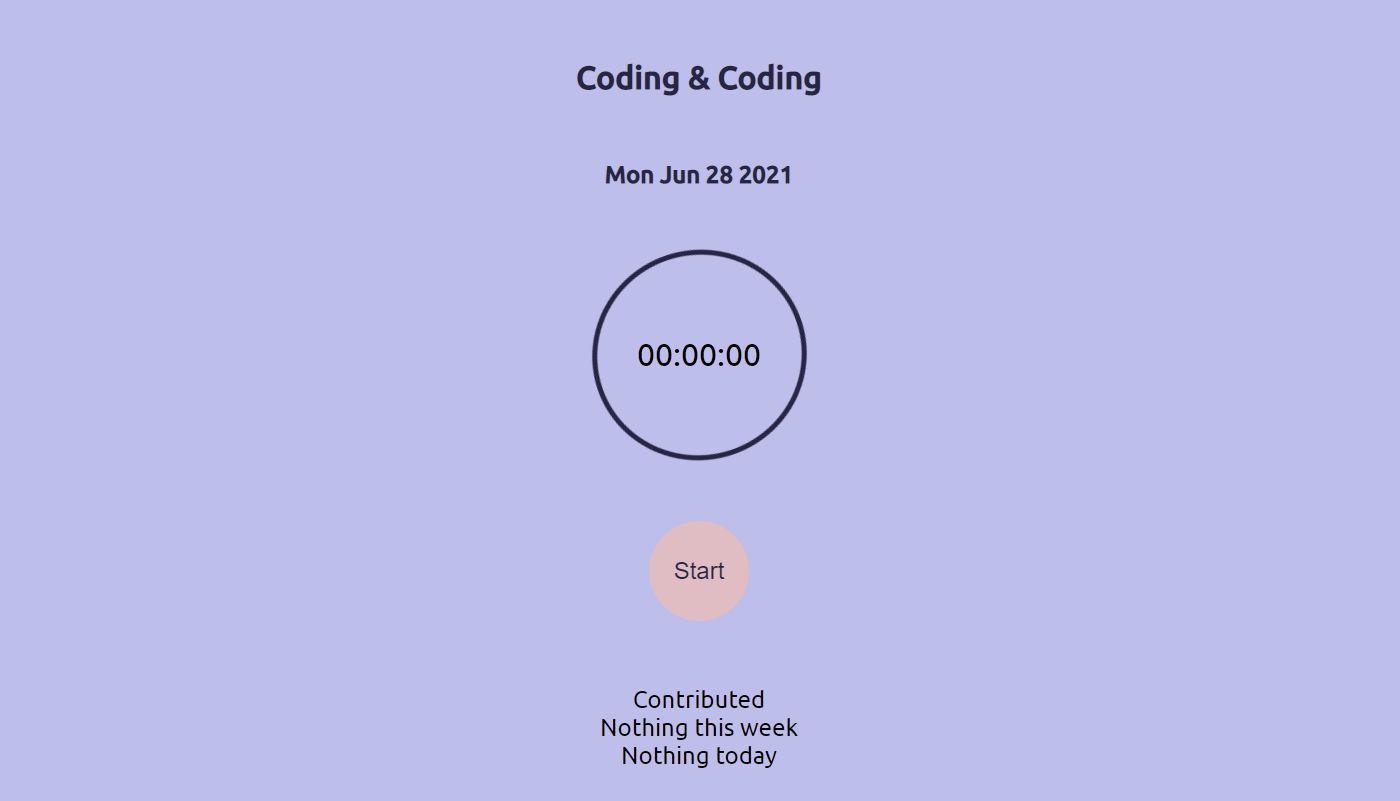 Coding & Coding
Mon Jun 28 2021
00:00:00
Start
Contributed
Nothing this week
Nothing today